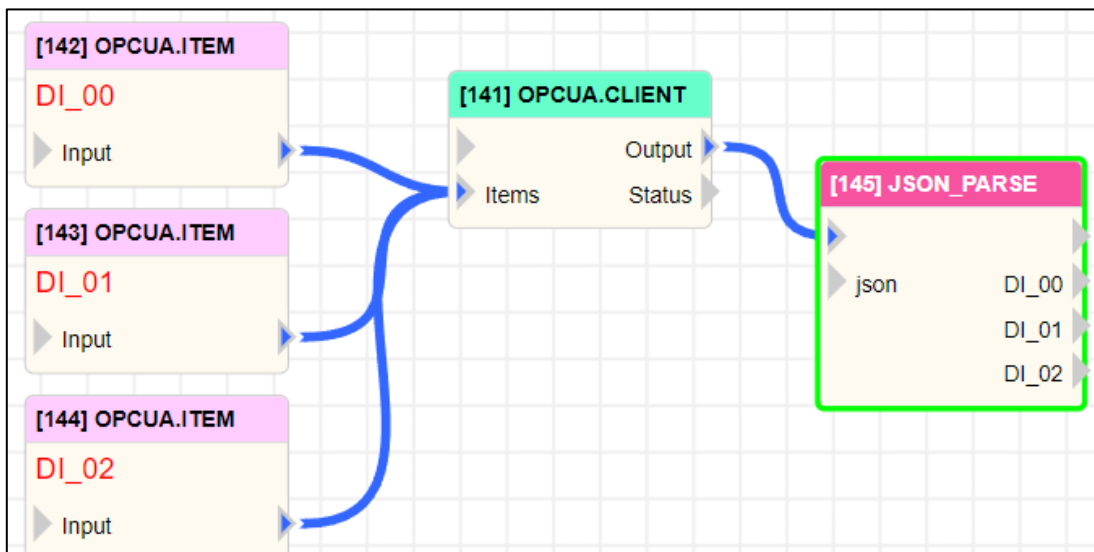 [142] OPCUA.ITEM
DI_00
Input
[143] OPCUA.ITEM
DI_01
Input
[144] OPCUA.ITEM
DI_02
Input
[141] OPCUA.CLIENT
Output
Items
Status
[145] JSON_PARSE
json
DI_00
DI_01
DI_02